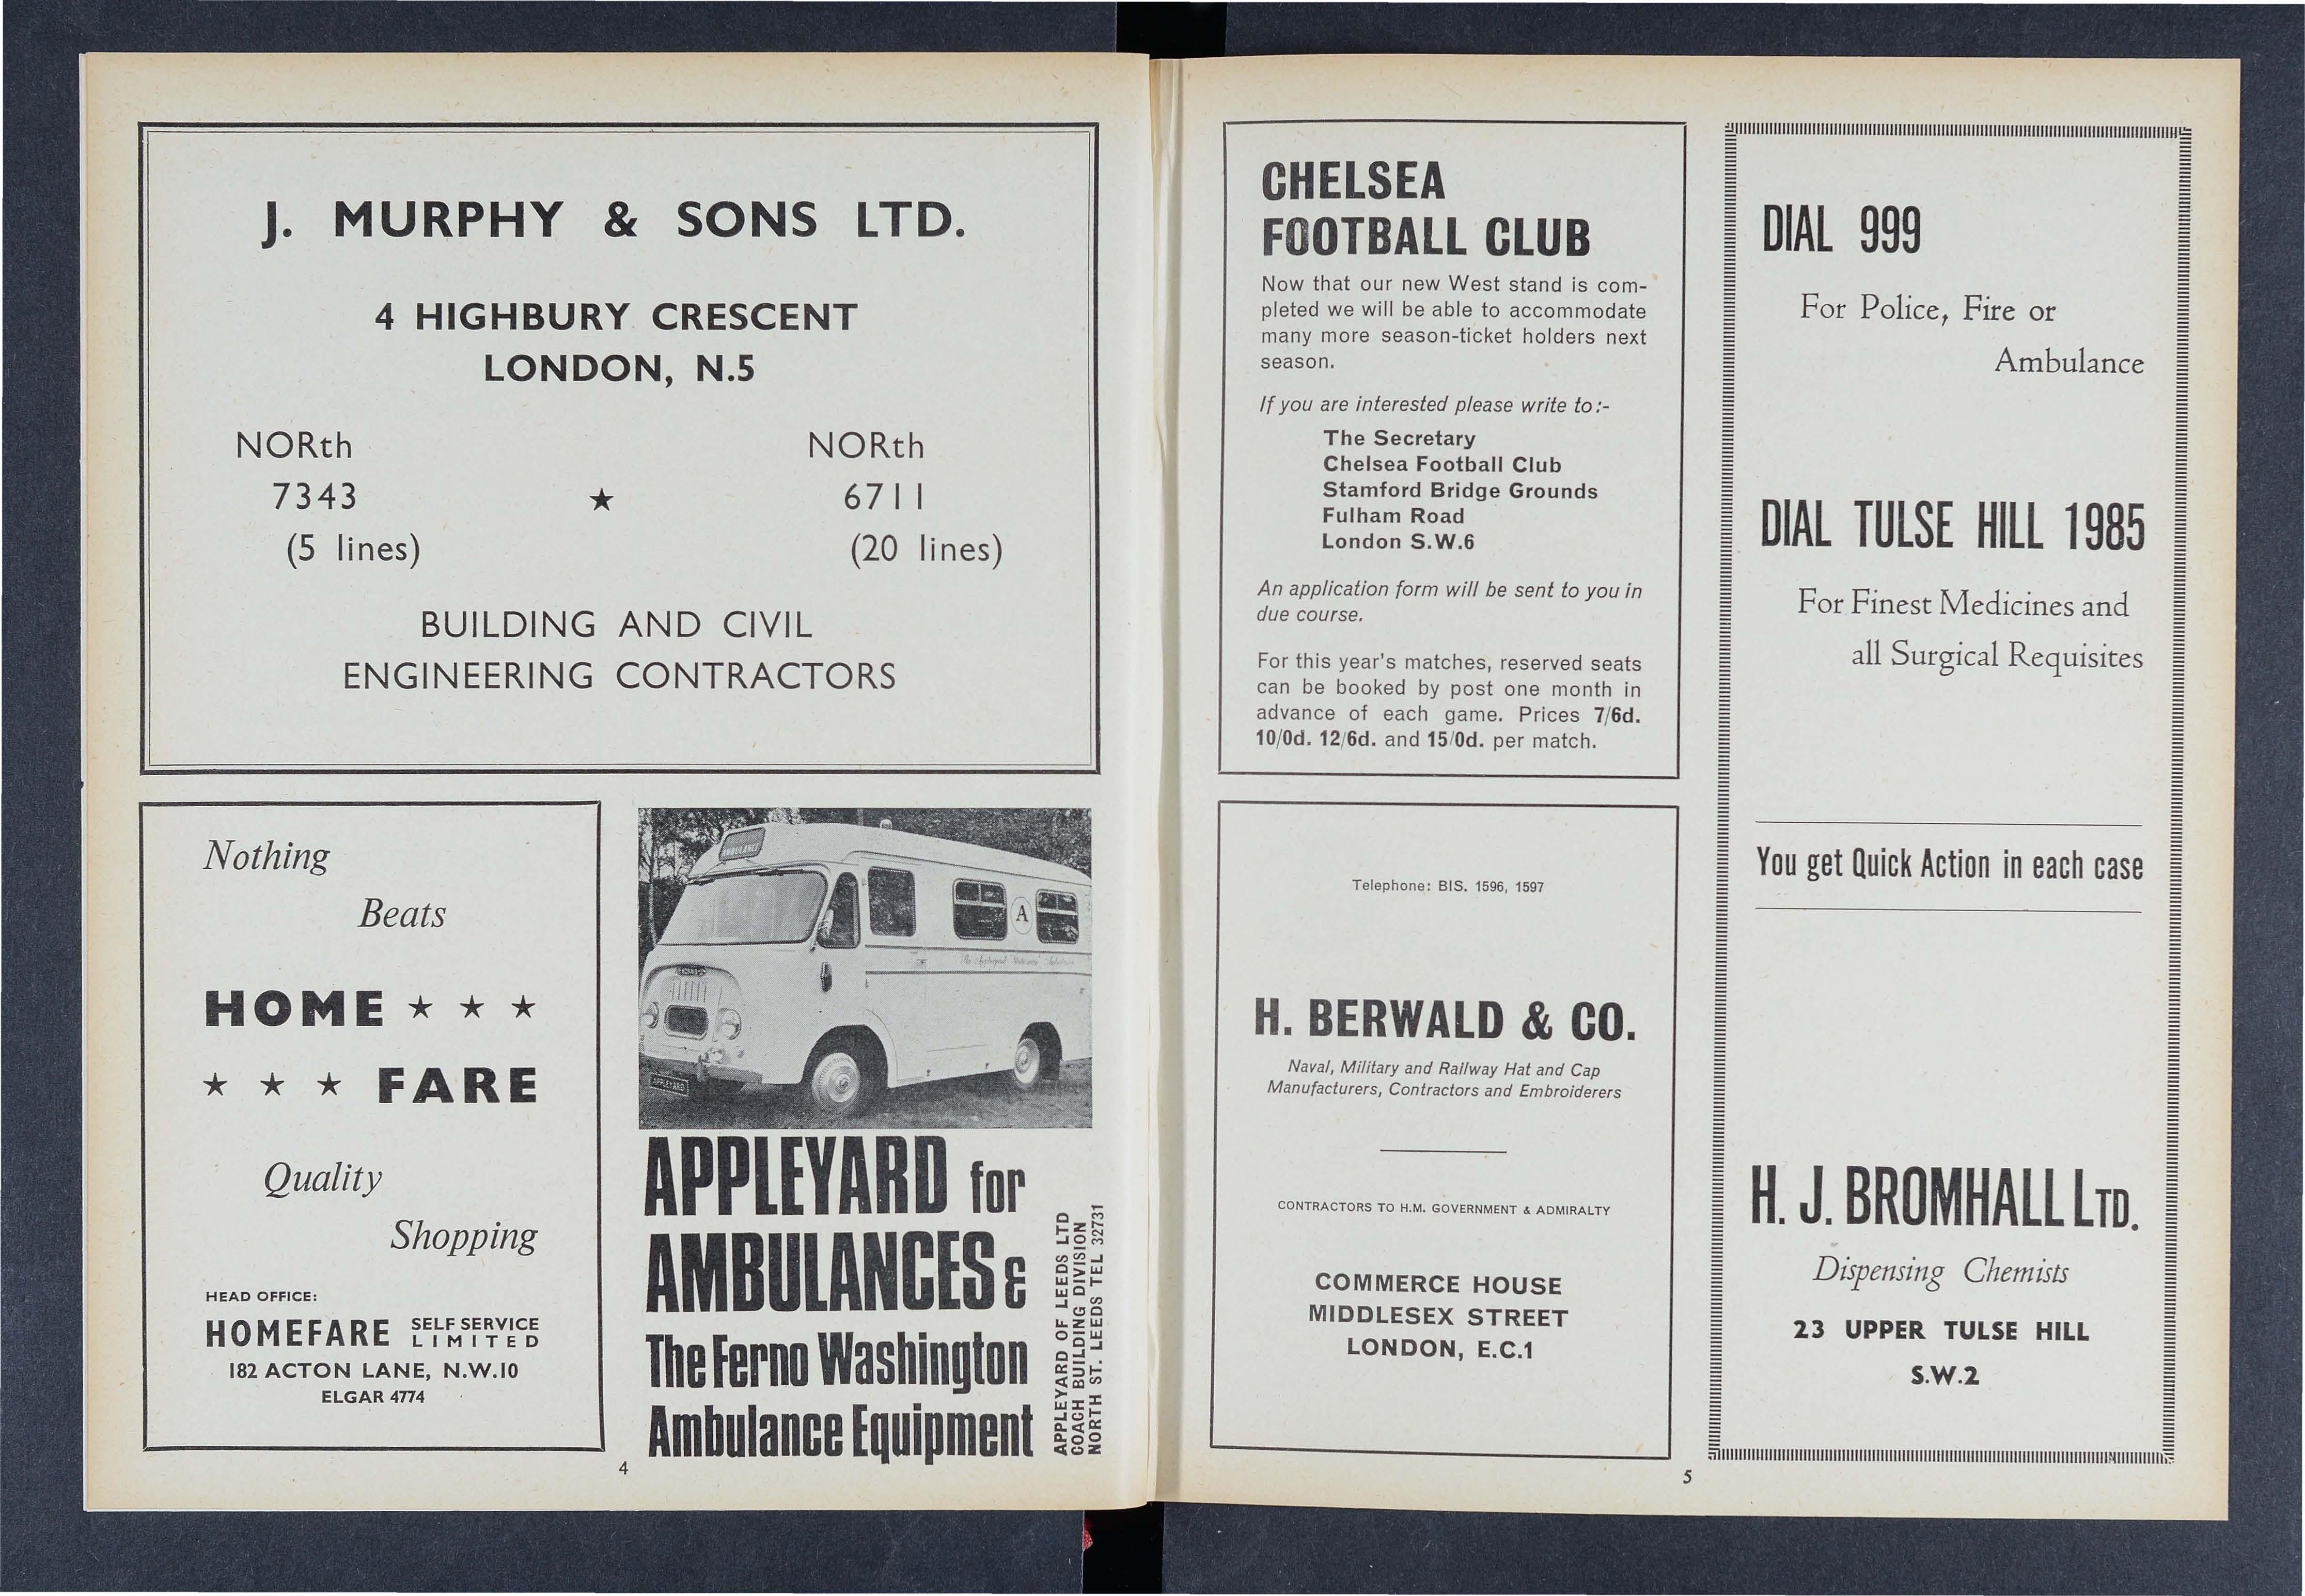 J. MURPHY & SONS LTD.
4 HIGHBURY CRESCENT
LONDON, N.5
NORth
7343
(5 lines)
★
NORth
6711
(20 lines)
BUILDING AND CIVIL
ENGINEERING CONTRACTORS
Nothing
Beats
HOME ★ ★ ★
★ ★ ★ FARE
Quality
Shopping
HEAD OFFICE:
HOMEFARE SELF SERVICE LIMITED
182 ACTON LANE, N.W.10
ELGAR 4774
AMBULANCE
A
APPLEYARD
APPLEYARD for
AMBULANCES &
The Ferno Washington
Ambulance Equipment
APPLEYARD OF LEEDS LTD
COACH BUILDING DIVISION
NORTH ST. LEEDS TEL 32731
4
CHELSEA
FOOTBALL CLUB
Now that our new West stand is com-
pleted we will be able to accommodate
many more season-ticket holders next
season.
If you are interested please write to:-
The Secretary
Chelsea Football Club
Stamford Bridge Grounds
Fulham Road
London S.W.6
An application form will be sent to you in
due course.
For this year's matches, reserved seats
can be booked by post one month in
advance of each game. Prices 7/6d.
10/0d. 12/6d. and 15/0d. per match.
Telephone: BIS. 1596, 1597
H. BERWALD & CO.
Naval, Military and Railway Hat and Cap
Manufacturers, Contractors and Embroiderers
CONTRACTORS TO H.M. GOVERNMENT & ADMIRALTY
COMMERCE HOUSE
MIDDLESEX STREET
LONDON, E.C.1
DIAL 999
For Police, Fire or
Ambulance
DIAL TULSE HILL 1985
For Finest Medicines and
all Surgical Requisites
You get Quick Action in each case
H. J. BROMHALL LTD.
Dispensing Chemists
23 UPPER TULSE HILL
S.W.2
5